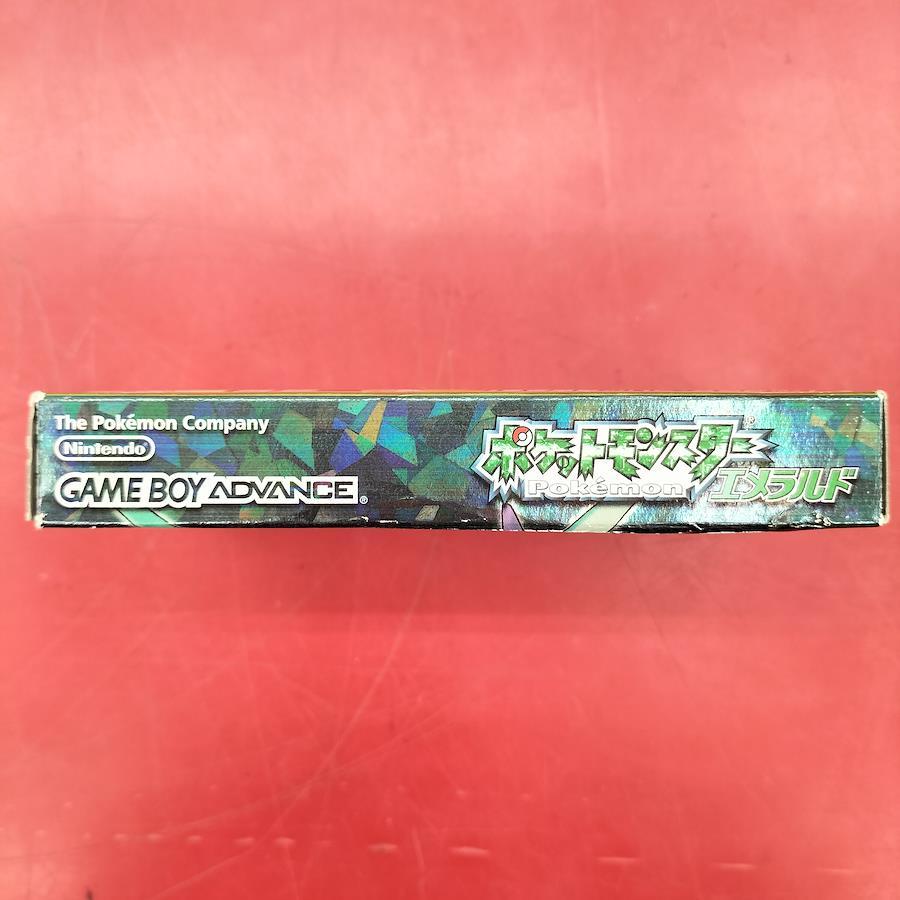 The Pokémon Company
Nintendo
GAME BOY ADVANCE®
ポケットモンスター®
Pokémon
エメラルド